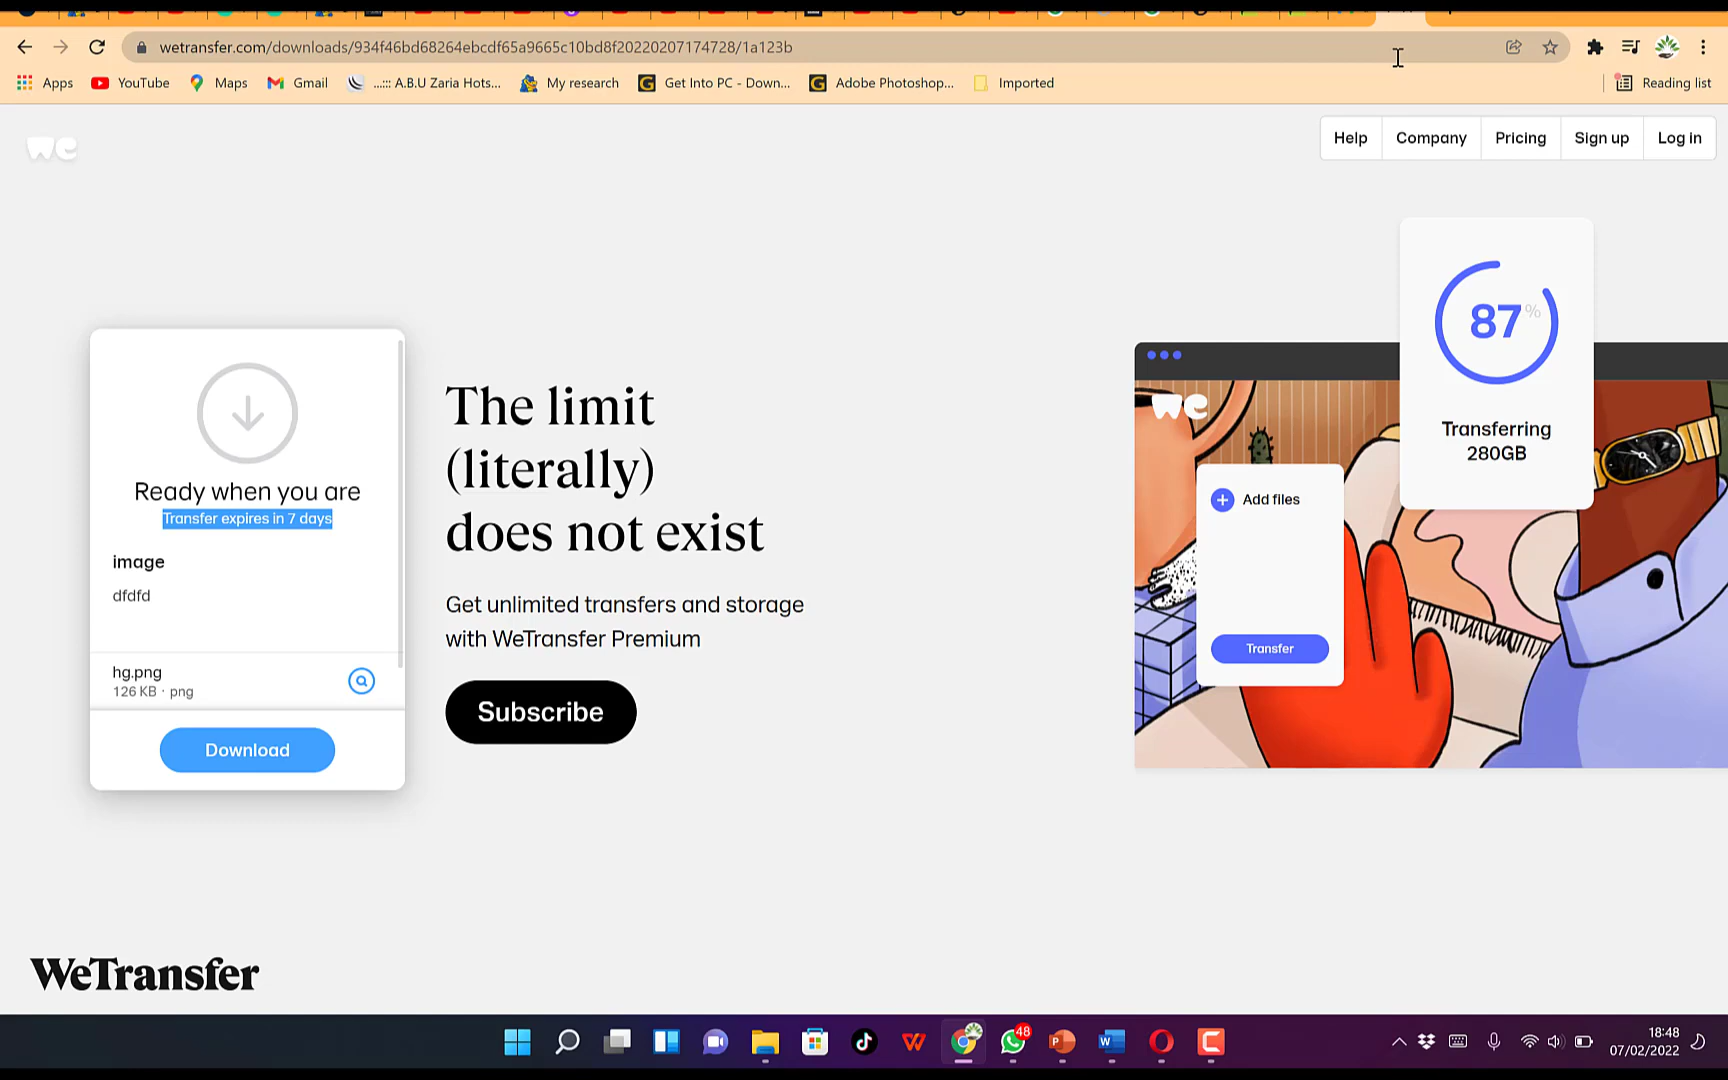 wetransfer.com/downloads/934f46bd68264ebcdf65a9665c10bd8f20220207174728/1a123b
Apps YouTube Maps Gmail ..::: A.B.U Zaria Hots... My research Get Into PC - Down... Adobe Photoshop... Imported Reading list
we
Help Company Pricing Sign up Log in
87%
Transferring
280GB
we
Add files
Transfer
Ready when you are
Transfer expires in 7 days
image
dfdfd
hg.png
126 KB · png
Download
The limit
(literally)
does not exist
Get unlimited transfers and storage
with WeTransfer Premium
Subscribe
WeTransfer
48
18:48
07/02/2022